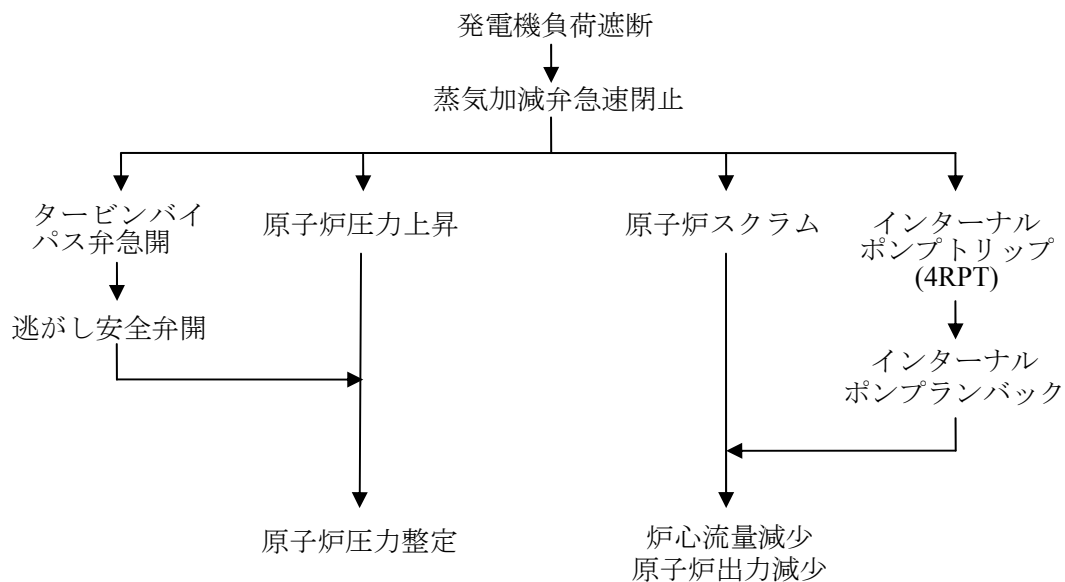 発電機負荷遮断
蒸気加減弁急速閉止
タービンバイ
パス弁急開
原子炉圧力上昇
原子炉スクラム
インターナル
ポンプトリップ
(4RPT)
逃がし安全弁開
インターナル
ポンプランバック
原子炉圧力整定
炉心流量減少
原子炉出力減少